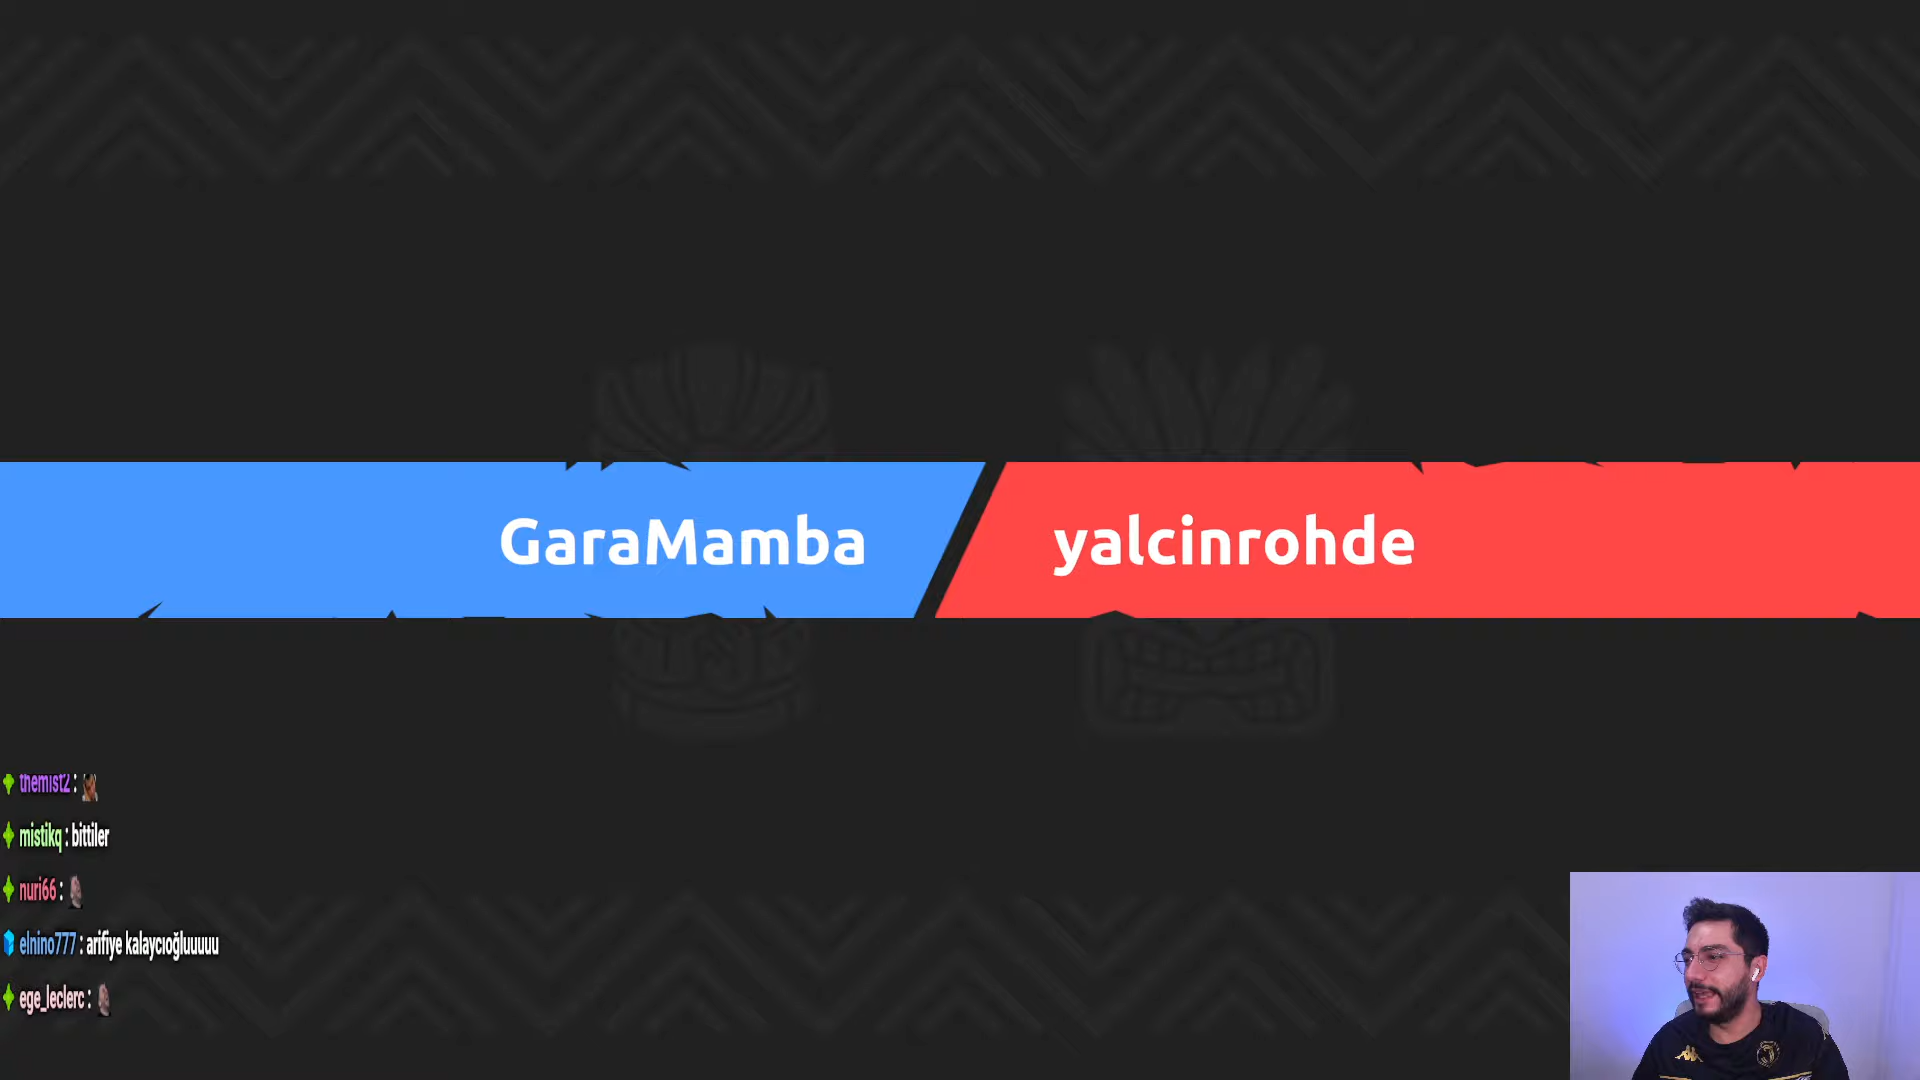 GaraMamba
yalcinrohde
themist2 :
mistikq : bittiler
nuri66 :
elnino777 : arifiye kalaycıoğluuuuu
ege_leclerc :